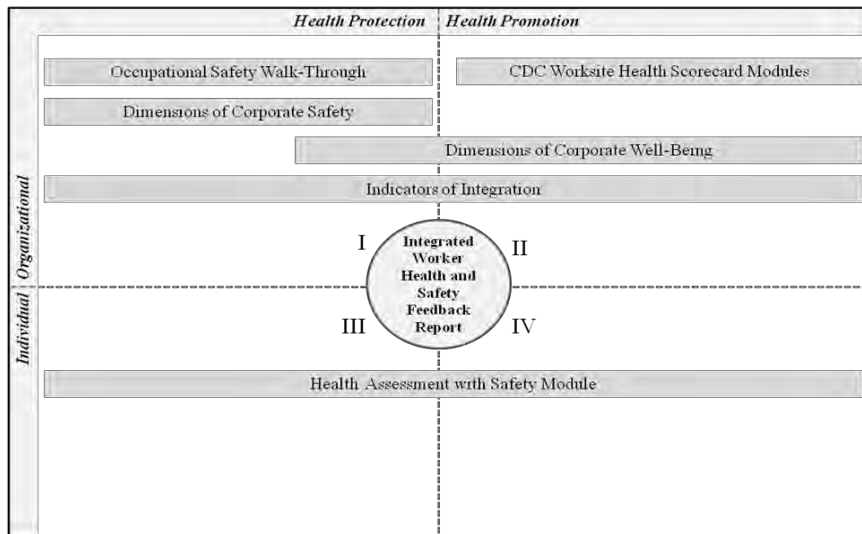 Health Protection
Health Promotion
Organizational
Occupational Safety Walk-Through
CDC Worksite Health Scorecard Modules
Dimensions of Corporate Safety
Dimensions of Corporate Well-Being
Indicators of Integration
I
II
Integrated
Worker
Health and
Safety
Feedback
Report
III
IV
Individual
Health Assessment with Safety Module